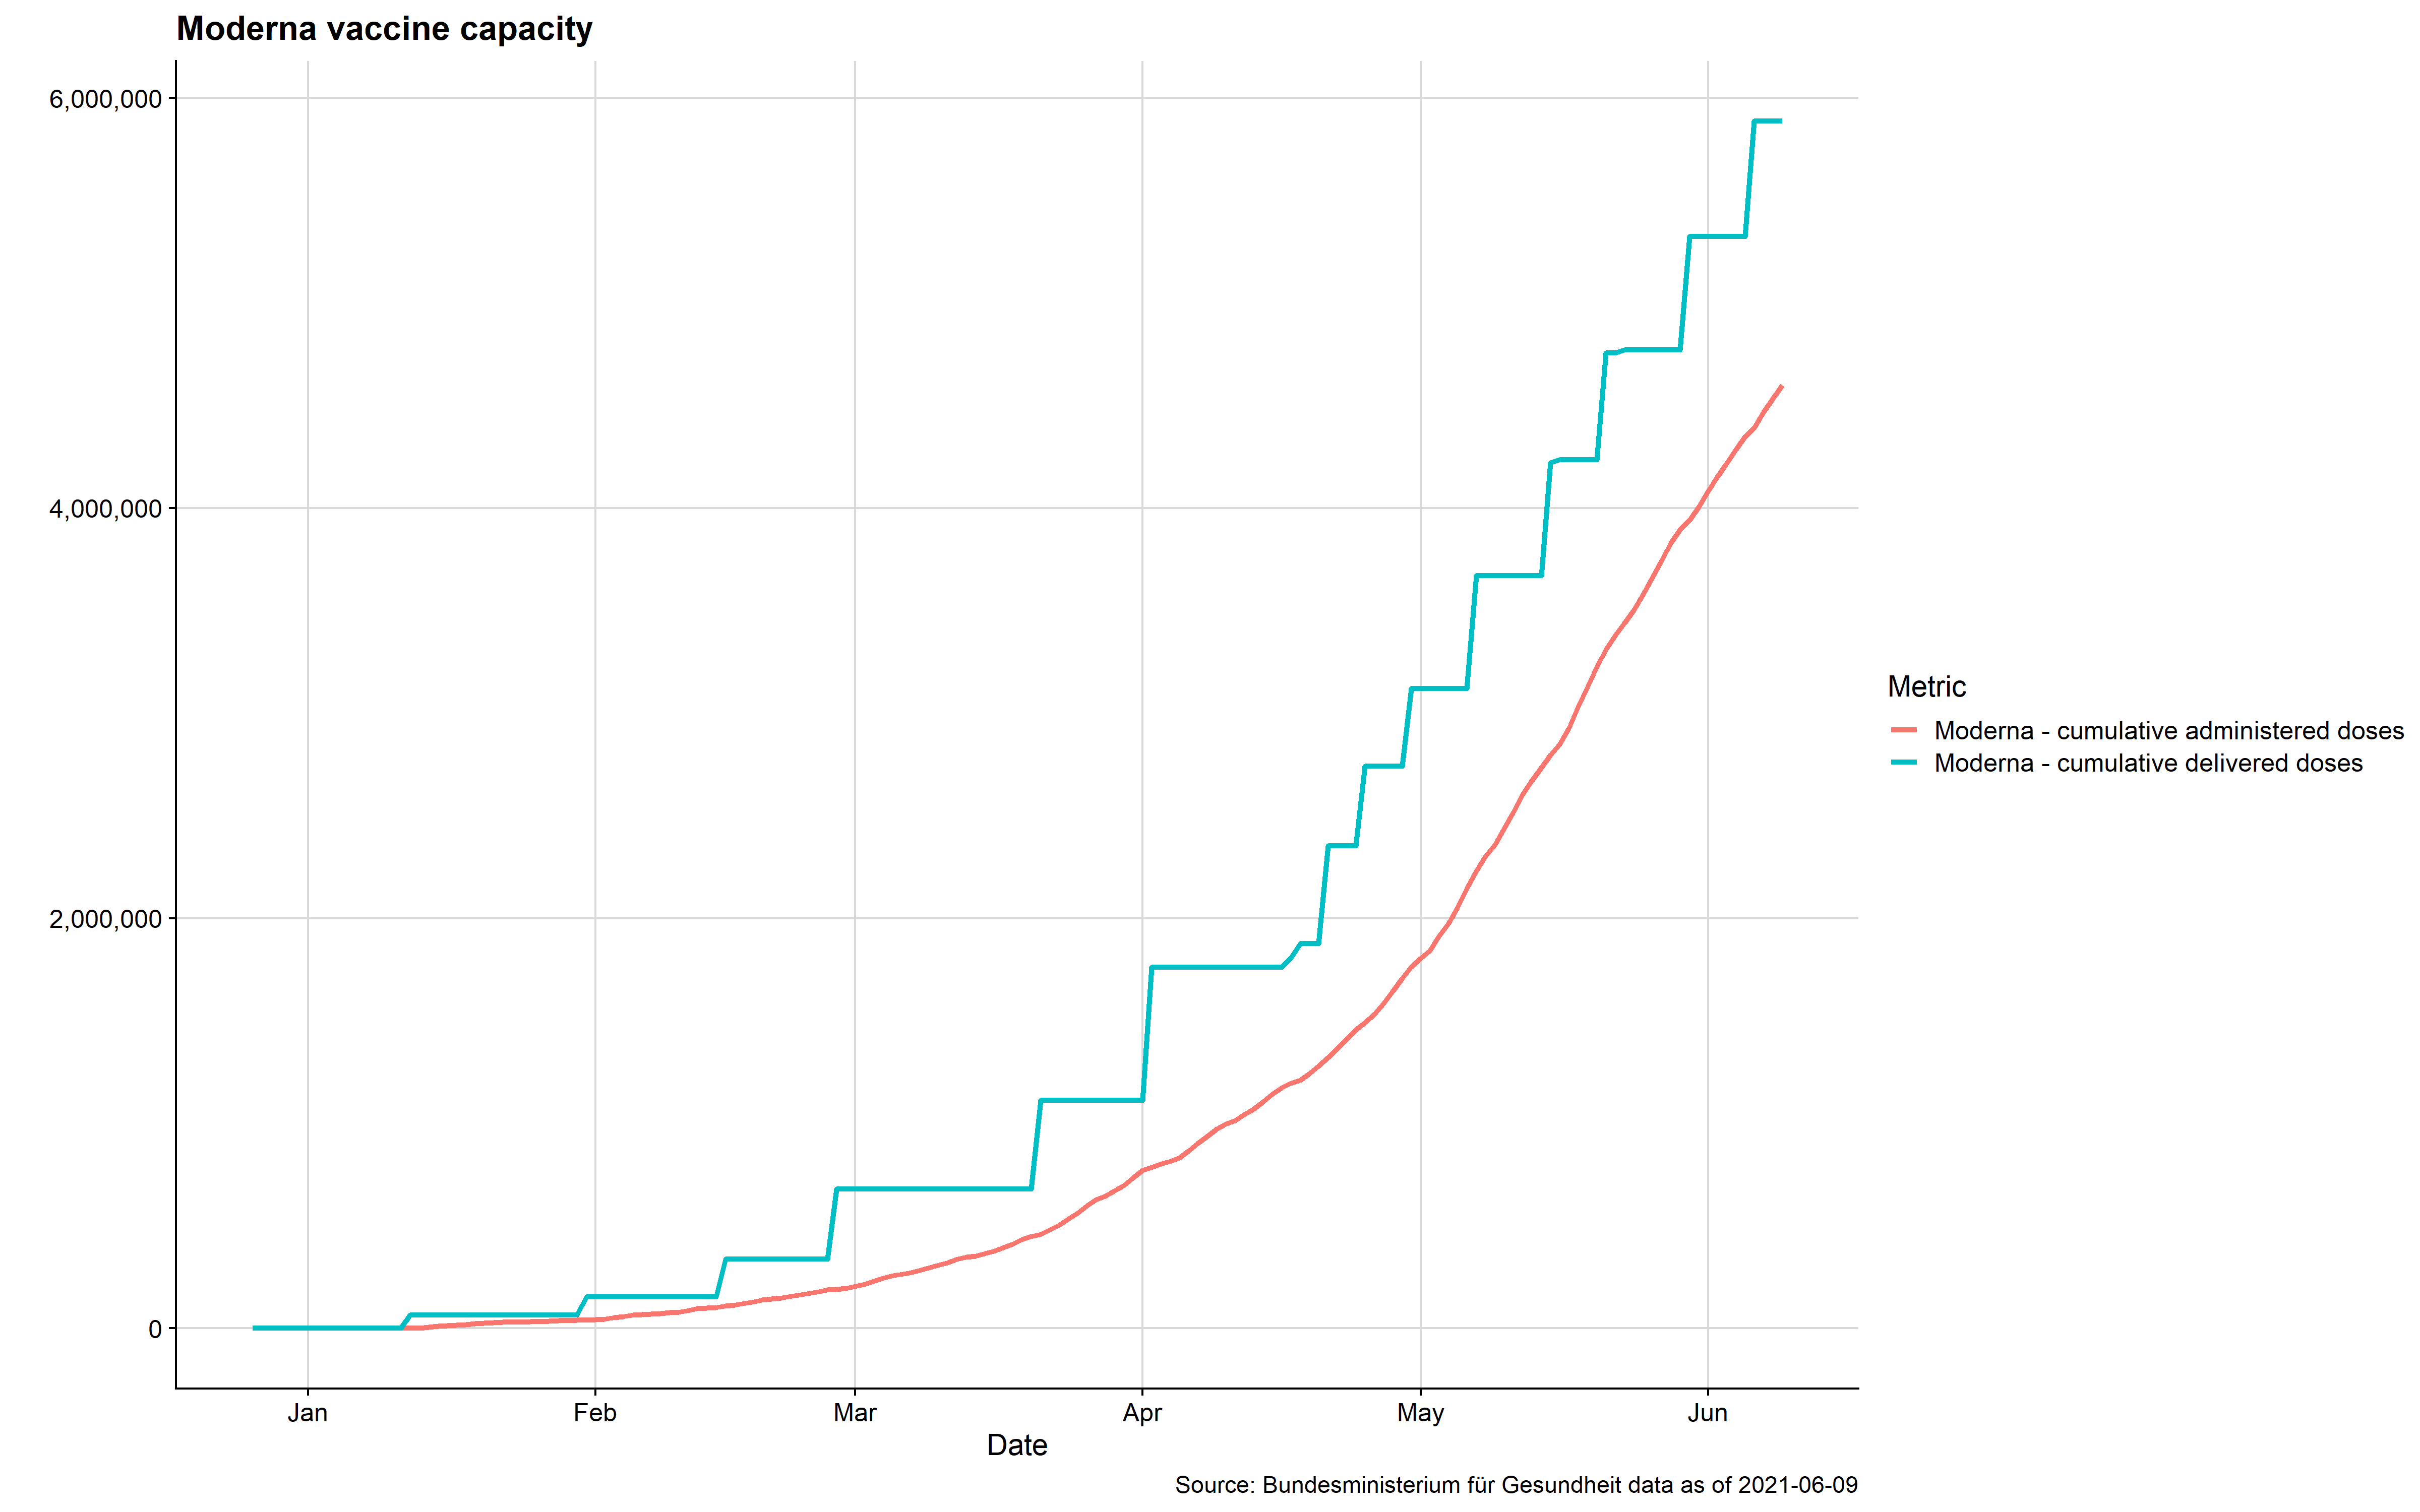 Moderna vaccine capacity
6,000,000
4,000,000
2,000,000
0
Jan Feb Mar Apr May Jun
Date
Metric
Moderna - cumulative administered doses
Moderna - cumulative delivered doses
Source: Bundesministerium für Gesundheit data as of 2021-06-09